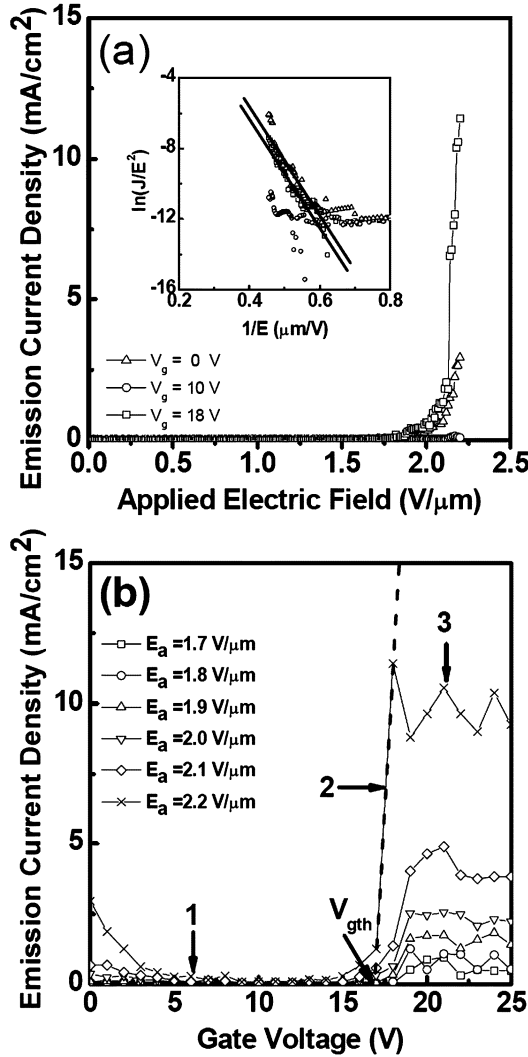 (a)
Emission Current Density (mA/cm²)
15
10
5
0
0.0 0.5 1.0 1.5 2.0 2.5
Applied Electric Field (V/μm)
ln(J/E²)
-4
-8
-12
-16
0.2 0.4 0.6 0.8
1/E (μm/V)
V_g = 0 V
V_g = 10 V
V_g = 18 V
(b)
Emission Current Density (mA/cm²)
15
10
5
0
0 5 10 15 20 25
Gate Voltage (V)
E_a =1.7 V/μm
E_a =1.8 V/μm
E_a =1.9 V/μm
E_a =2.0 V/μm
E_a =2.1 V/μm
E_a =2.2 V/μm
1
2
3
V_gth